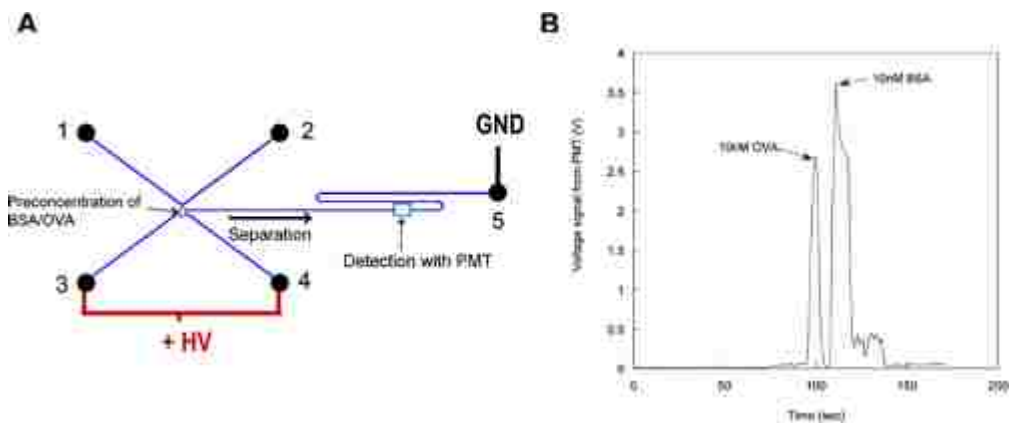 A
1
2
GND
Preconcentration of
BSA/OVA
Separation
5
Detection with PMT
3
4
+ HV
B
4
3.5
3
2.5
2
1.5
1
0.5
0
Voltage signal from PMT (V)
10nM BSA
10nM OVA
0
50
100
150
200
Time (sec)